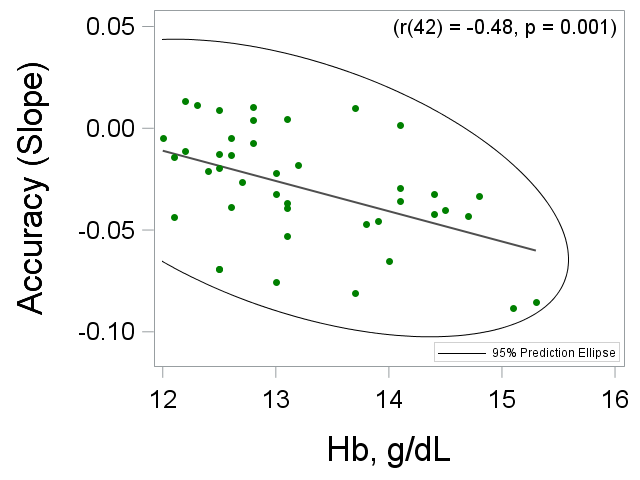 (r(42) = -0.48, p = 0.001)
0.05
0.00
-0.05
-0.10
Accuracy (Slope)
95% Prediction Ellipse
12 13 14 15 16
Hb, g/dL